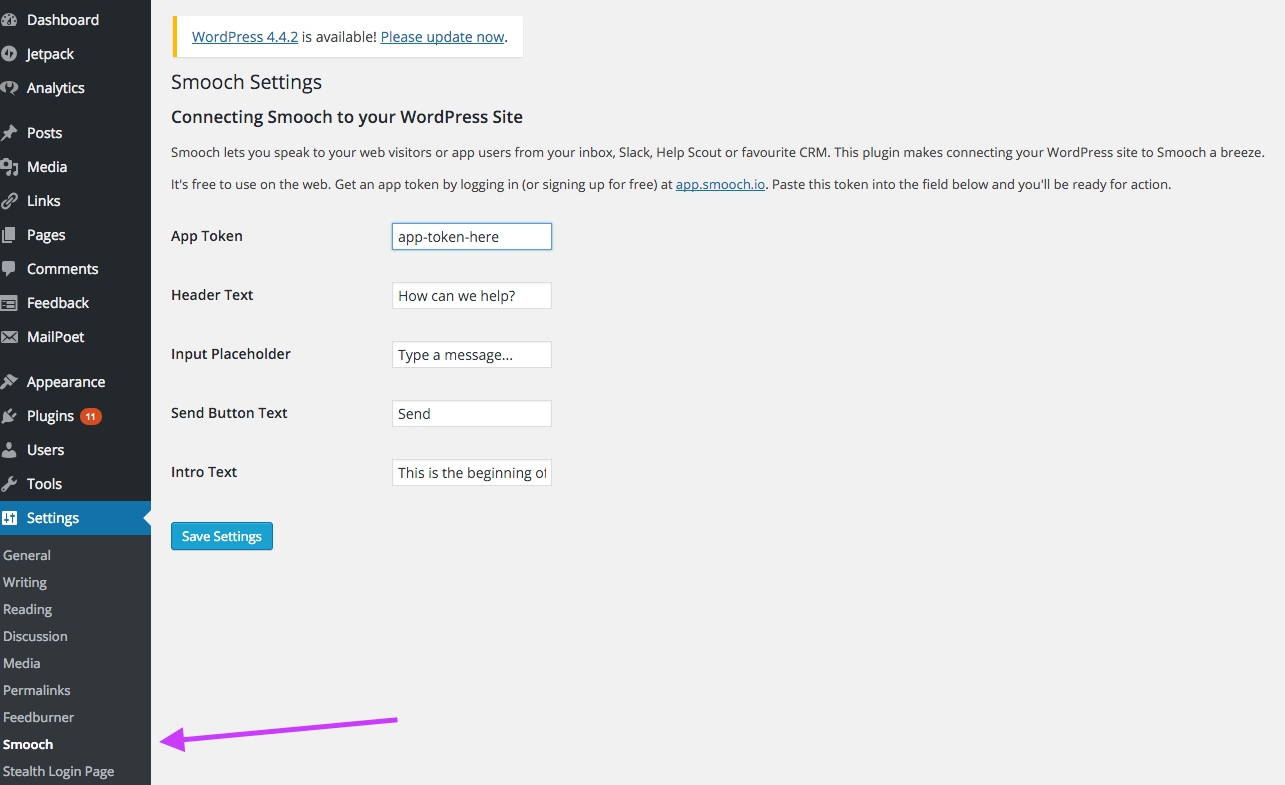 Dashboard
Jetpack
Analytics
Posts
Media
Links
Pages
Comments
Feedback
MailPoet
Appearance
Plugins 11
Users
Tools
Settings
General
Writing
Reading
Discussion
Media
Permalinks
Feedburner
Smooch
Stealth Login Page
WordPress 4.4.2 is available! Please update now.
Smooch Settings
Connecting Smooch to your WordPress Site
Smooch lets you speak to your web visitors or app users from your inbox, Slack, Help Scout or favourite CRM. This plugin makes connecting your WordPress site to Smooch a breeze.
It's free to use on the web. Get an app token by logging in (or signing up for free) at app.smooch.io. Paste this token into the field below and you'll be ready for action.
App Token app-token-here
Header Text How can we help?
Input Placeholder Type a message...
Send Button Text Send
Intro Text This is the beginning of
Save Settings